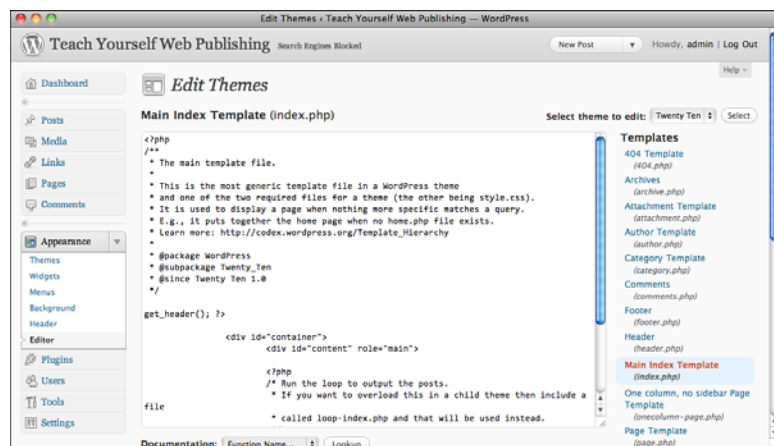 Edit Themes ‹ Teach Yourself Web Publishing — WordPress
Teach Yourself Web Publishing Search Engines Blocked
New Post
Howdy, admin | Log Out
Help
Dashboard
Posts
Media
Links
Pages
Comments
Appearance
Themes
Widgets
Menus
Background
Header
Editor
Plugins
Users
Tools
Settings
Edit Themes
Main Index Template (index.php)
Select theme to edit: Twenty Ten Select
<?php
/**
* The main template file.
*
* This is the most generic template file in a WordPress theme
* and one of the two required files for a theme (the other being style.css).
* It is used to display a page when nothing more specific matches a query.
* E.g., it puts together the home page when no home.php file exists.
* Learn more: http://codex.wordpress.org/Template_Hierarchy
*
* @package WordPress
* @subpackage Twenty_Ten
* @since Twenty Ten 1.0
*/
get_header(); ?>
<div id="container">
<div id="content" role="main">
<?php
/* Run the loop to output the posts.
* If you want to overload this in a child theme then include a
file
* called loop-index.php and that will be used instead.
Documentation: Function Name... Lookup
Templates
404 Template
(404.php)
Archives
(archive.php)
Attachment Template
(attachment.php)
Author Template
(author.php)
Category Template
(category.php)
Comments
(comments.php)
Footer
(footer.php)
Header
(header.php)
Main Index Template
(index.php)
One column, no sidebar Page
Template
(onecolumn-page.php)
Page Template
(page.php)